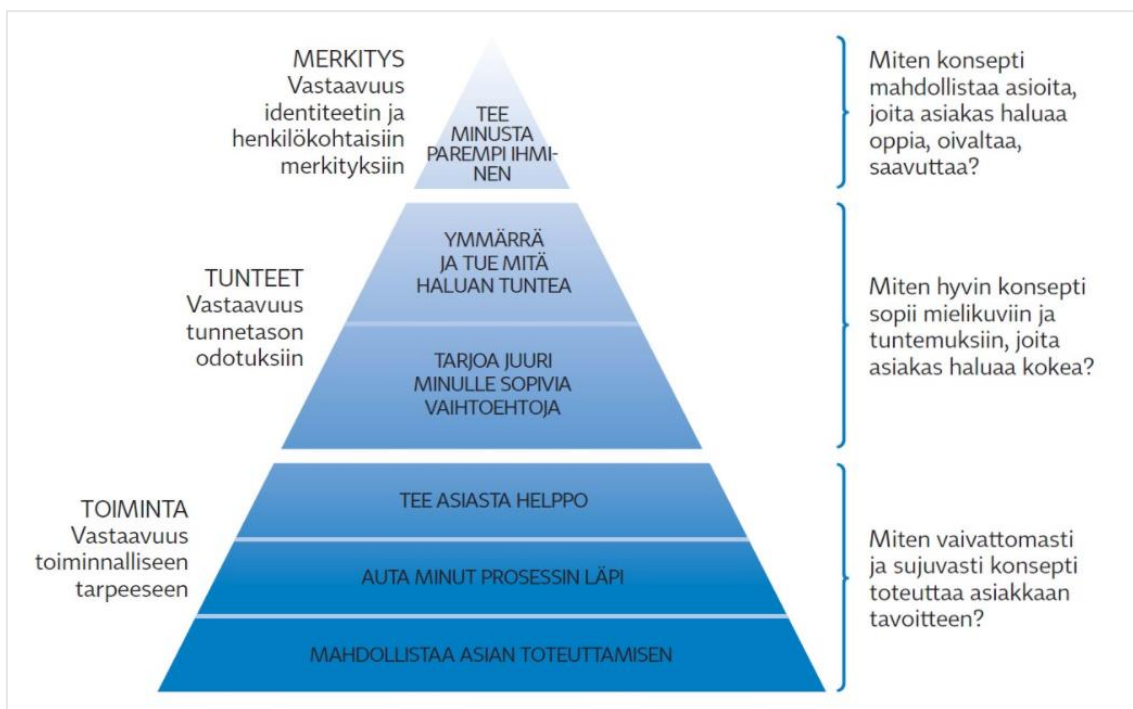 MERKITYS
Vastaavuus
identiteetin ja
henkilökohtaisiin
merkityksiin
TEE
MINUSTA
PAREMPI IHMI-
NEN
Miten konsepti
mahdollistaa asioita,
joita asiakas haluaa
oppia, oivaltaa,
saavuttaa?
TUNTEET
Vastaavuus
tunnetason
odotuksiin
YMMÄRRÄ
JA TUE MITÄ
HALUAN TUNTEA
TARJOA JUURI
MINULLE SOPIVIA
VAIHTOEHTOJA
Miten hyvin konsepti
sopii mielikuviin ja
tuntemuksiin, joita
asiakas haluaa kokea?
TOIMINTA
Vastaavuus
toiminnalliseen
tarpeeseen
TEE ASIASTA HELPPO
AUTA MINUT PROSESSIN LÄPI
MAHDOLLISTAA ASIAN TOTEUTTAMISEN
Miten vaivattomasti
ja sujuvasti konsepti
toteuttaa asiakkaan
tavoitteen?